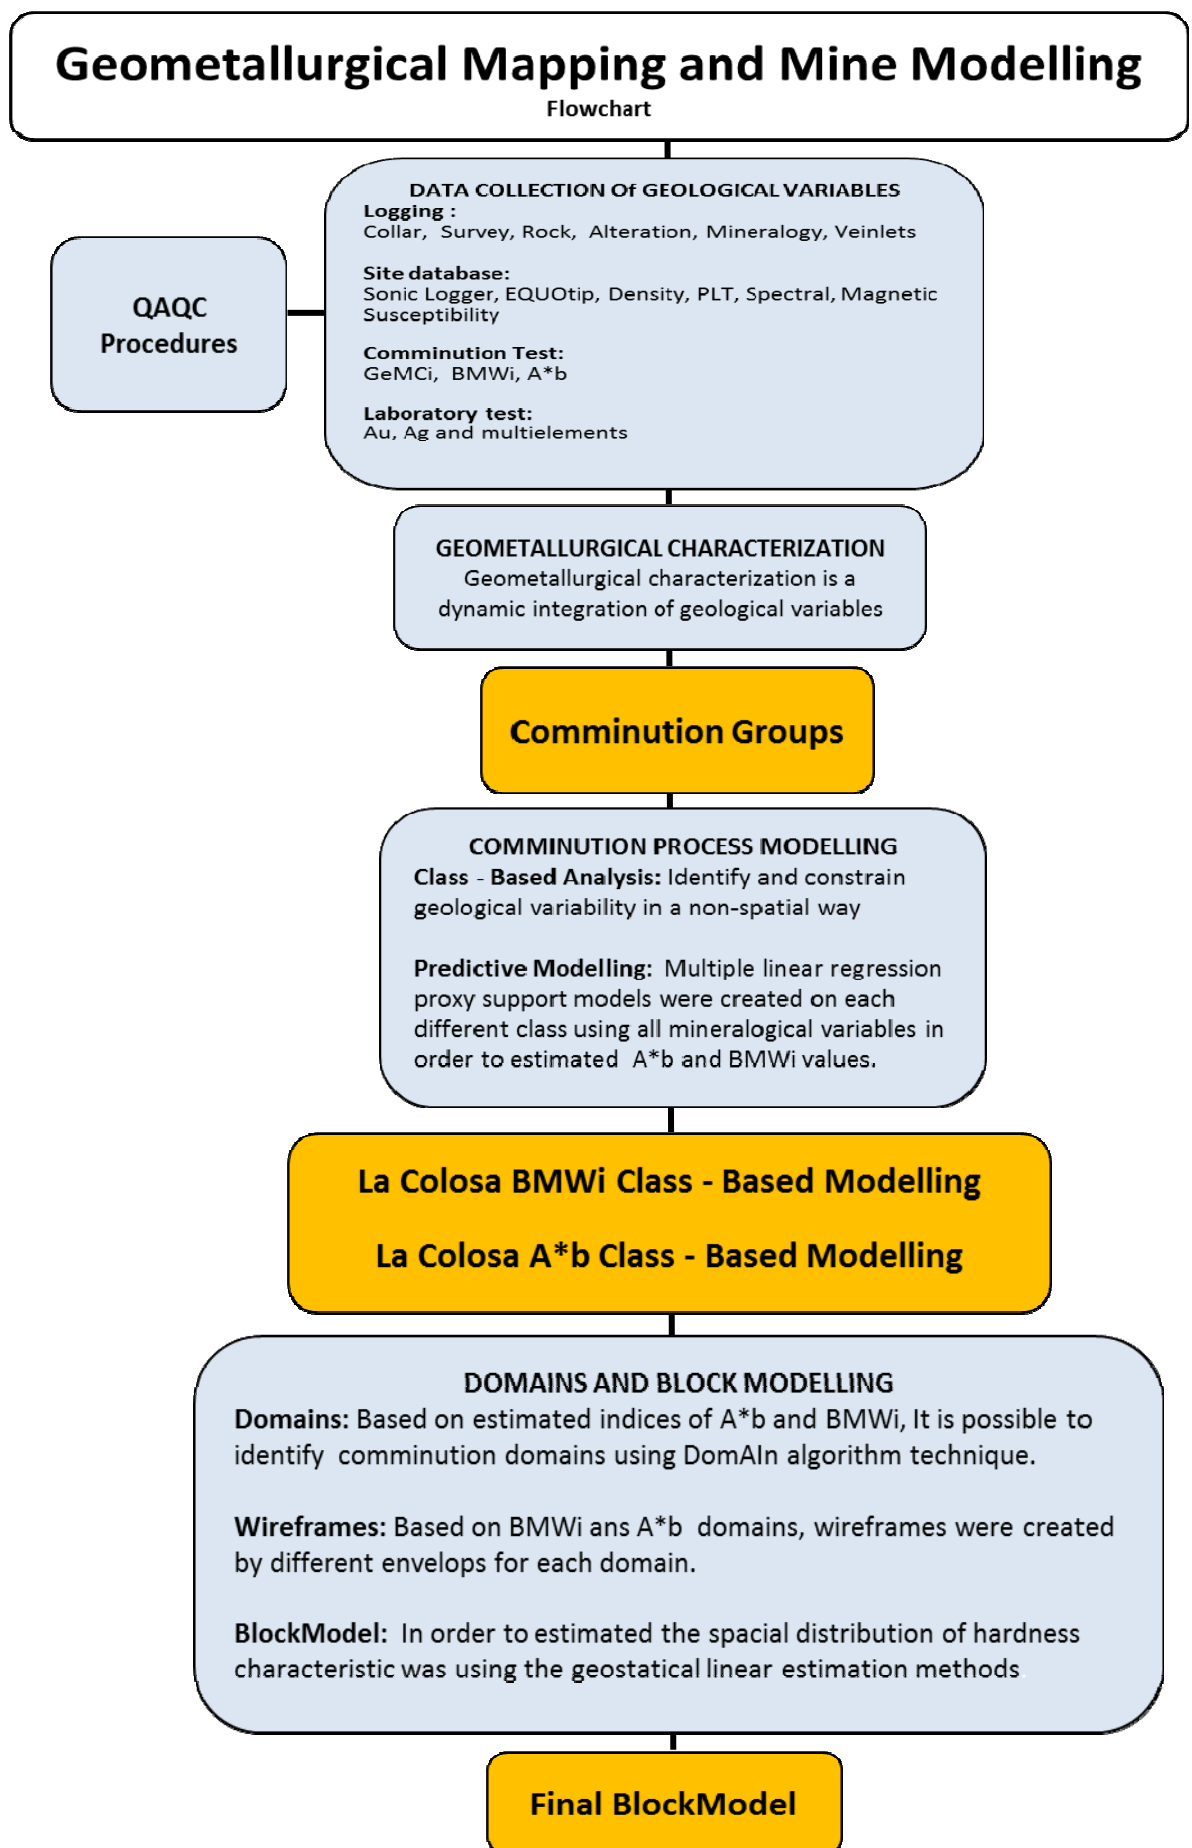 Geometallurgical Mapping and Mine Modelling
Flowchart
DATA COLLECTION Of GEOLOGICAL VARIABLES
Logging :
Collar, Survey, Rock, Alteration, Mineralogy, Veinlets
Site database:
Sonic Logger, EQUOtip, Density, PLT, Spectral, Magnetic
Susceptibility
Comminution Test:
GeMCi, BMWi, A*b
Laboratory test:
Au, Ag and multielements
QAQC
Procedures
GEOMETALLURGICAL CHARACTERIZATION
Geometallurgical characterization is a
dynamic integration of geological variables
Comminution Groups
COMMINUTION PROCESS MODELLING
Class - Based Analysis: Identify and constrain
geological variability in a non-spatial way
Predictive Modelling: Multiple linear regression
proxy support models were created on each
different class using all mineralogical variables in
order to estimated A*b and BMWi values.
La Colosa BMWi Class - Based Modelling
La Colosa A*b Class - Based Modelling
DOMAINS AND BLOCK MODELLING
Domains: Based on estimated indices of A*b and BMWi, It is possible to
identify comminution domains using DomAIn algorithm technique.
Wireframes: Based on BMWi ans A*b domains, wireframes were created
by different envelops for each domain.
BlockModel: In order to estimated the spacial distribution of hardness
characteristic was using the geostatical linear estimation methods
Final BlockModel